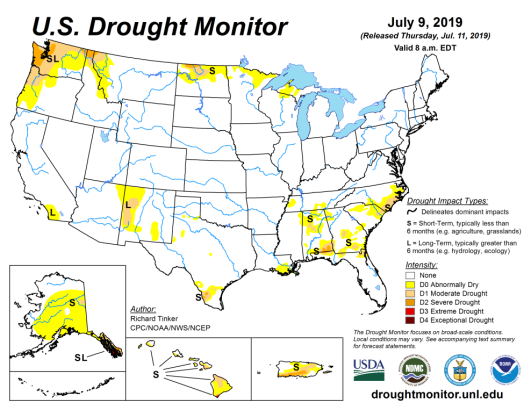 U.S. Drought Monitor
July 9, 2019
(Released Thursday, Jul. 11, 2019)
Valid 8 a.m. EDT
SL
S
L
L
S
S
S
S
S
S
SL
Author:
Richard Tinker
CPC/NOAA/NWS/NCEP
S
S
Drought Impact Types:
Delineates dominant impacts
S = Short-Term, typically less than
6 months (e.g. agriculture, grasslands)
L = Long-Term, typically greater than
6 months (e.g. hydrology, ecology)
Intensity:
None
D0 Abnormally Dry
D1 Moderate Drought
D2 Severe Drought
D3 Extreme Drought
D4 Exceptional Drought
The Drought Monitor focuses on broad-scale conditions.
Local conditions may vary. See accompanying text summary
for forecast statements.
USDA
NDMC
NOAA
droughtmonitor.unl.edu